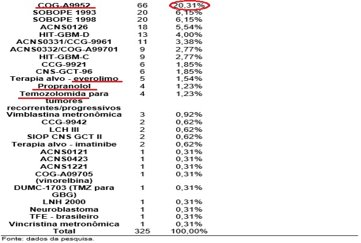 COG-A9952 66 20,31%
SOBOPE 1993 20 6,15%
SOBOPE 1998 20 6,15%
ACNS0126 18 5,54%
HIT-GBM-D 13 4,00%
ACNS0331/CCG-9961 11 3,38%
ACNS0332/COG-A99701 9 2,77%
HIT-GBM-C 9 2,77%
CCG-9921 6 1,85%
CNS-GCT-96 6 1,85%
Terapia alvo - everolimo 5 1,54%
Propranolol 4 1,23%
Temozolomida para 4 1,23%
tumores
recorrentes/progressivos
Vimblastina metronômica 3 0,92%
CCG-9942 2 0,62%
LCH III 2 0,62%
SIOP CNS GCT II 2 0,62%
Terapia alvo - imatinibe 2 0,62%
ACNS0121 1 0,31%
ACNS0423 1 0,31%
ACNS1221 1 0,31%
COG-A09705 1 0,31%
(vinorelbina)
DUMC-1703 (TMZ para 1 0,31%
GBG)
LNH 2000 1 0,31%
Neuroblastoma 1 0,31%
TFE - brasileiro 1 0,31%
Vincristina metronômica 1 0,31%
Total 325 100,00%
Fonte: dados da pesquisa.